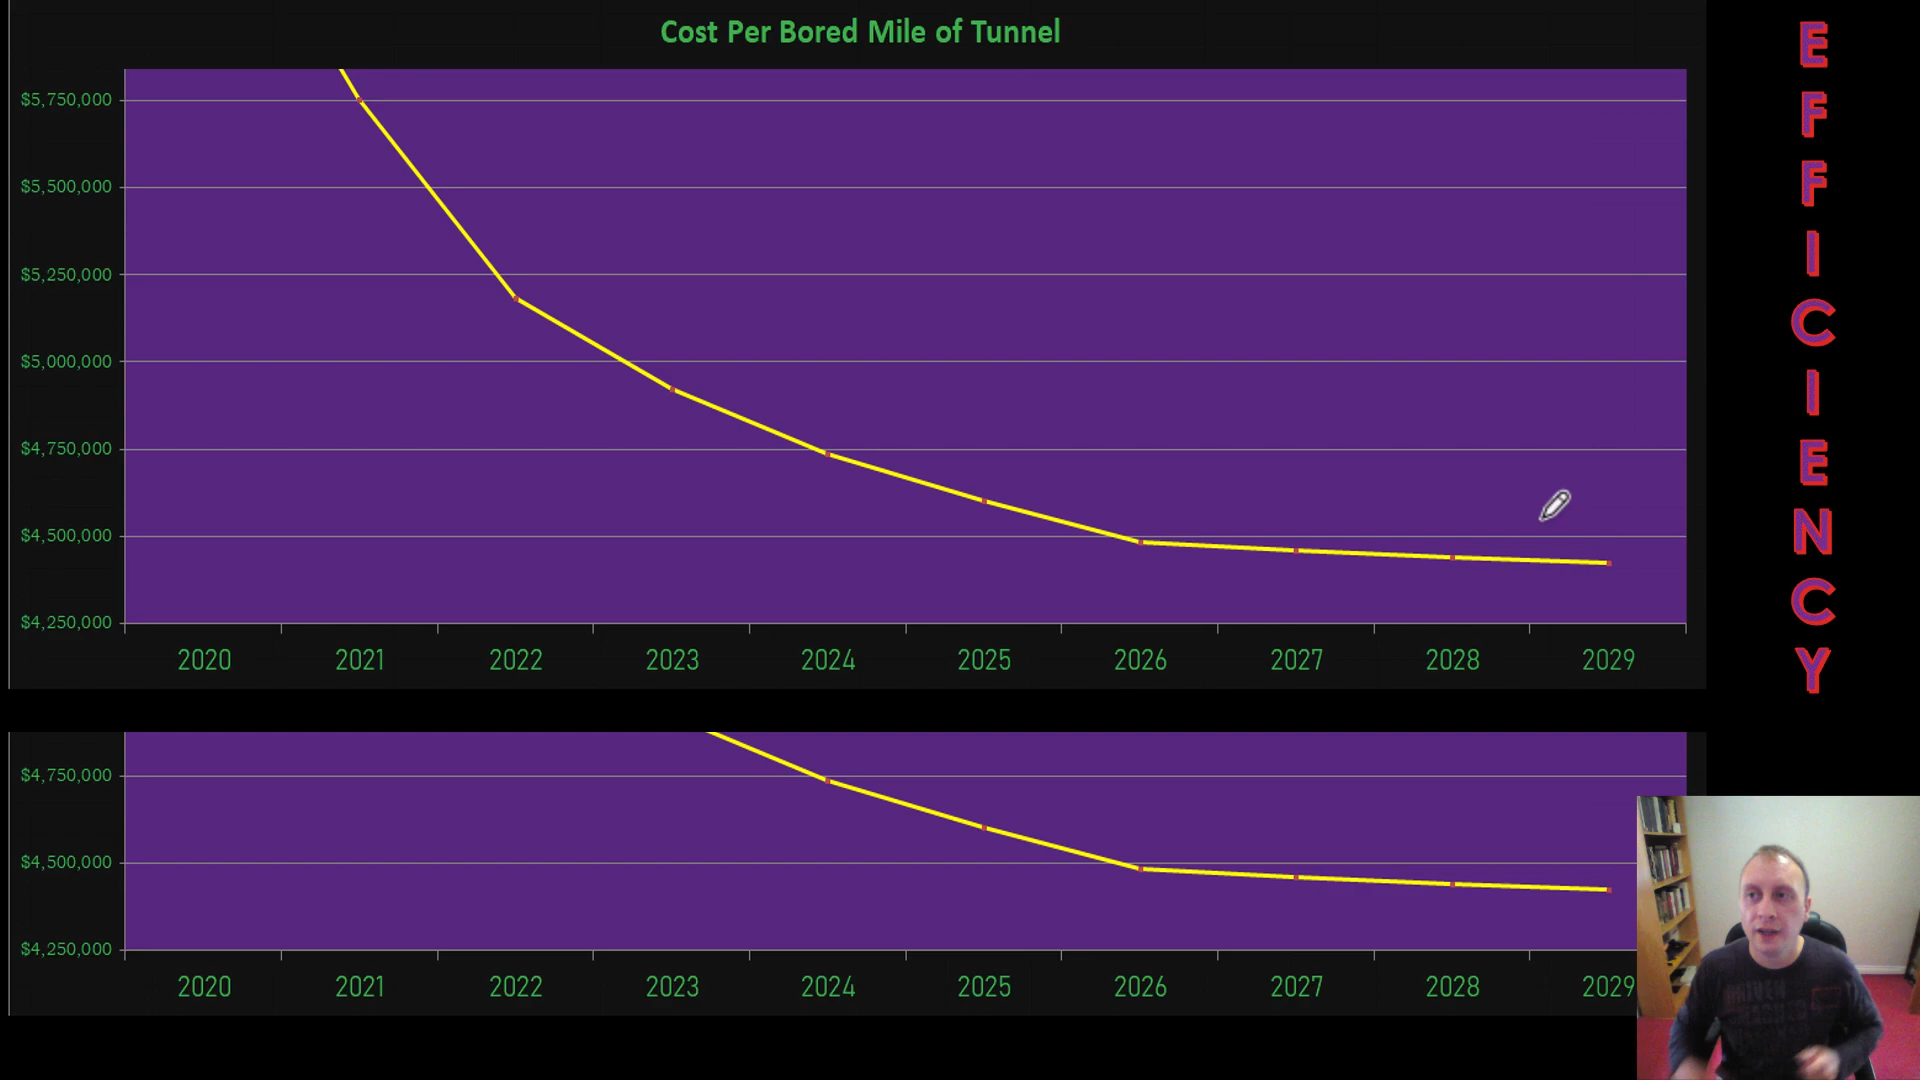 Cost Per Bored Mile of Tunnel
$5,750,000
$5,500,000
$5,250,000
$5,000,000
$4,750,000
$4,500,000
$4,250,000
2020 2021 2022 2023 2024 2025 2026 2027 2028 2029
EFFICIENCY
$4,750,000
$4,500,000
$4,250,000
2020 2021 2022 2023 2024 2025 2026 2027 2028 2029